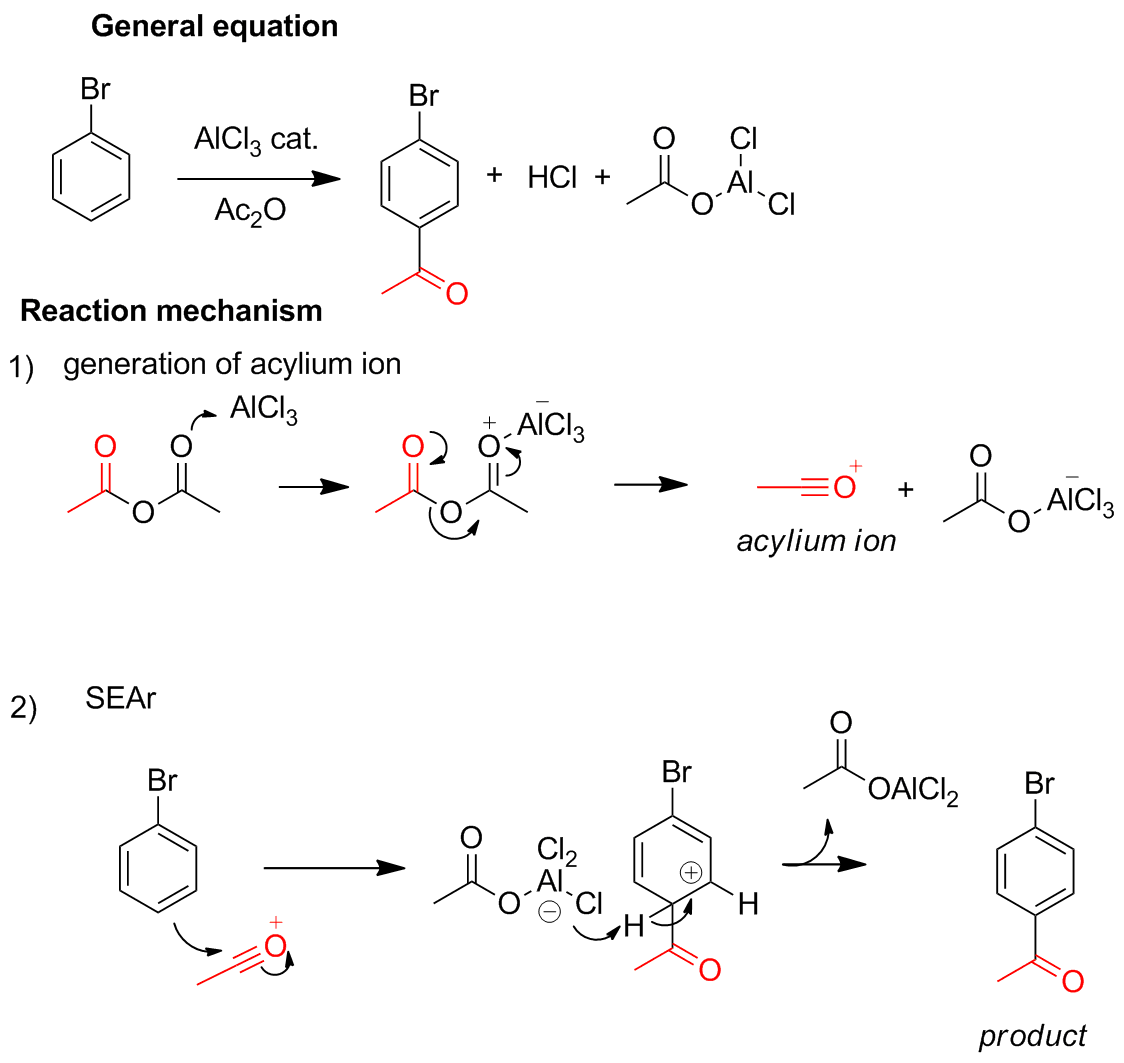 General equation
Br
AlCl₃ cat.
Ac₂O
Br
O
+ HCl +
O
O
Al
Cl
Cl
Reaction mechanism
1) generation of acylium ion
O
O
O
AlCl₃
O
O
O
+
AlCl₃
−
O
+
acylium ion
+
O
O
AlCl₃
−
2) SEAr
Br
O
+
O
O
Cl₂
Al
−
Cl
Br
+
H
H
O
O
OAlCl₂
Br
O
product